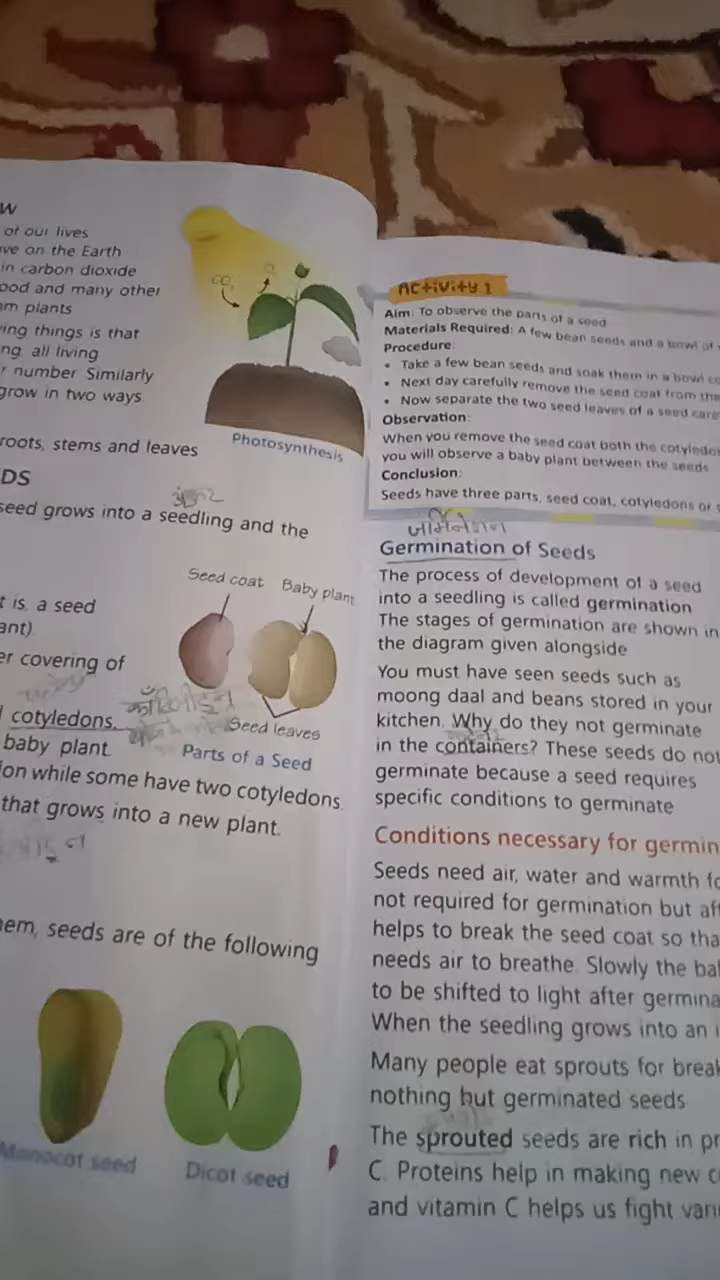 w
of our lives
ve on the Earth
in carbon dioxide
ood and many other
om plants
ing things is that
ng, all living
r number Similarly
grow in two ways
roots, stems and leaves
CO₂
O₂
Photosynthesis
DS
अंकुर
seed grows into a seedling and the
t is, a seed
ant)
er covering of
l cotyledons.
baby plant.
ion while some have two cotyledons.
that grows into a new plant.
Seed coat
Baby plant
Seed leaves
Parts of a Seed
em, seeds are of the following
Monocot seed
Dicot seed
Activity 1
Aim: To observe the parts of a seed
Materials Required: A few bean seeds and a bowl of
Procedure:
• Take a few bean seeds and soak them in a bowl
• Next day carefully remove the seed coat from
• Now separate the two seed leaves of a seed
Observation:
When you remove the seed coat both the
you will observe a baby plant between the seeds
Conclusion:
Seeds have three parts, seed coat, cotyledons or
जर्मिनेशन
Germination of Seeds
The process of development of a seed
into a seedling is called germination
The stages of germination are shown in
the diagram given alongside
You must have seen seeds such as
moong daal and beans stored in your
kitchen. Why do they not germinate
in the containers? These seeds do not
germinate because a seed requires
specific conditions to germinate
Conditions necessary for germin
Seeds need air, water and warmth fo
not required for germination but aft
helps to break the seed coat so tha
needs air to breathe. Slowly the ba
to be shifted to light after germina
When the seedling grows into an
Many people eat sprouts for break
nothing but germinated seeds
The sprouted seeds are rich in pr
C. Proteins help in making new c
and vitamin C helps us fight vari